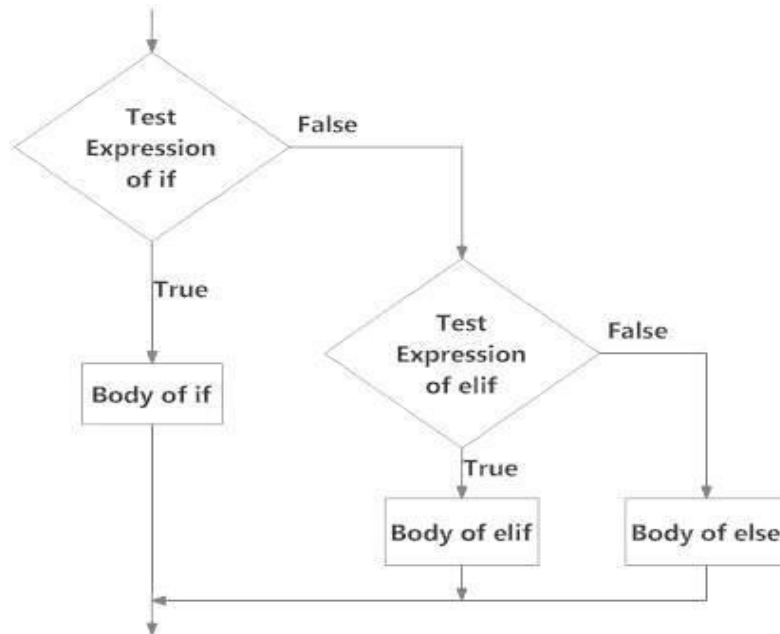 Test
Expression
of if
False
True
Test
Expression
of elif
False
Body of if
True
Body of elif
Body of else